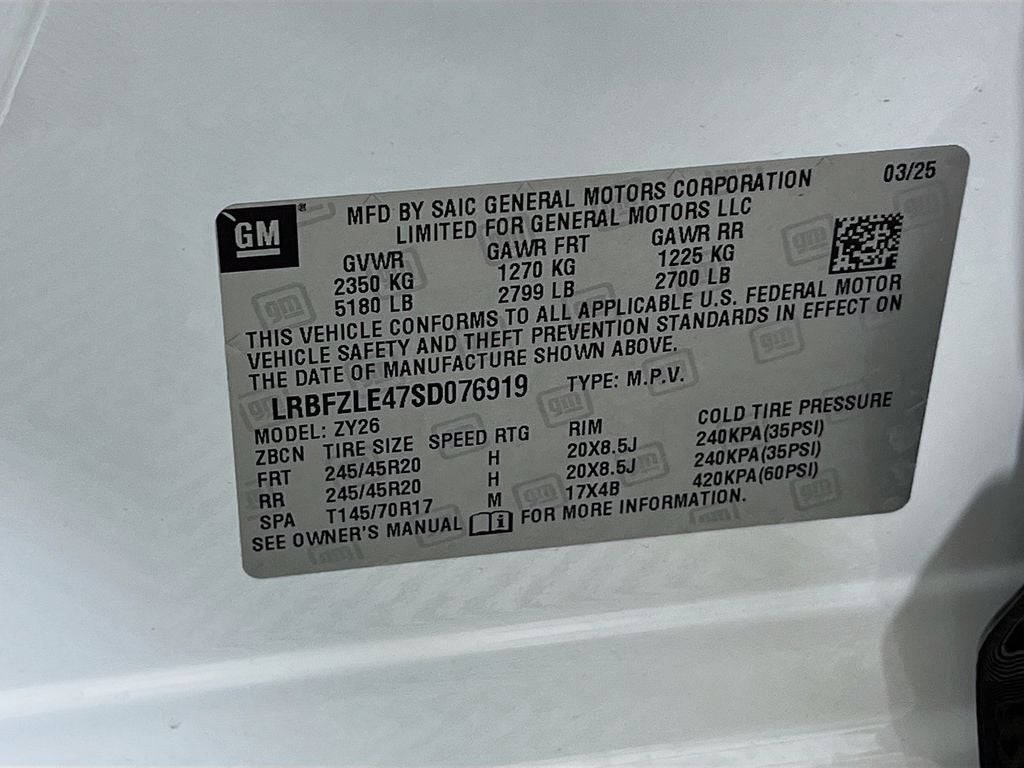 GM
®
MFD BY SAIC GENERAL MOTORS CORPORATION
03/25
LIMITED FOR GENERAL MOTORS LLC
GVWR GAWR FRT GAWR RR
2350 KG 1270 KG 1225 KG
5180 LB 2799 LB 2700 LB
THIS VEHICLE CONFORMS TO ALL APPLICABLE U.S. FEDERAL MOTOR
VEHICLE SAFETY AND THEFT PREVENTION STANDARDS IN EFFECT ON
THE DATE OF MANUFACTURE SHOWN ABOVE.
LRBFZLE47SD076919 TYPE: M.P.V.
MODEL: ZY26
ZBCN TIRE SIZE SPEED RTG RIM COLD TIRE PRESSURE
FRT 245/45R20 H 20X8.5J 240KPA(35PSI)
RR 245/45R20 H 20X8.5J 240KPA(35PSI)
SPA T145/70R17 M 17X4B 420KPA(60PSI)
SEE OWNER'S MANUAL i FOR MORE INFORMATION.